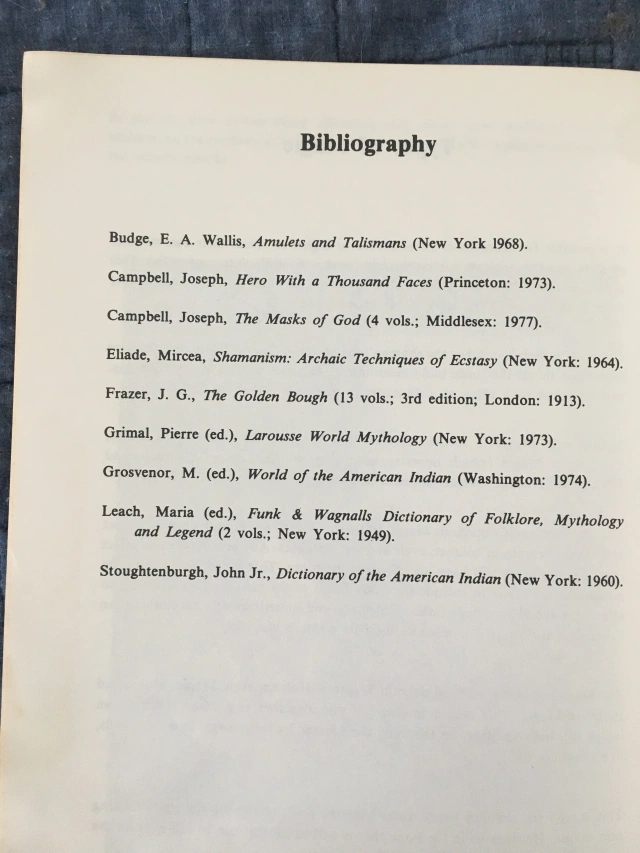 Bibliography
Budge, E. A. Wallis, Amulets and Talismans (New York 1968).
Campbell, Joseph, Hero With a Thousand Faces (Princeton: 1973).
Campbell, Joseph, The Masks of God (4 vols.; Middlesex: 1977).
Eliade, Mircea, Shamanism: Archaic Techniques of Ecstasy (New York: 1964).
Frazer, J. G., The Golden Bough (13 vols.; 3rd edition; London: 1913).
Grimal, Pierre (ed.), Larousse World Mythology (New York: 1973).
Grosvenor, M. (ed.), World of the American Indian (Washington: 1974).
Leach, Maria (ed.), Funk & Wagnalls Dictionary of Folklore, Mythology
and Legend (2 vols.; New York: 1949).
Stoughtenburgh, John Jr., Dictionary of the American Indian (New York: 1960).